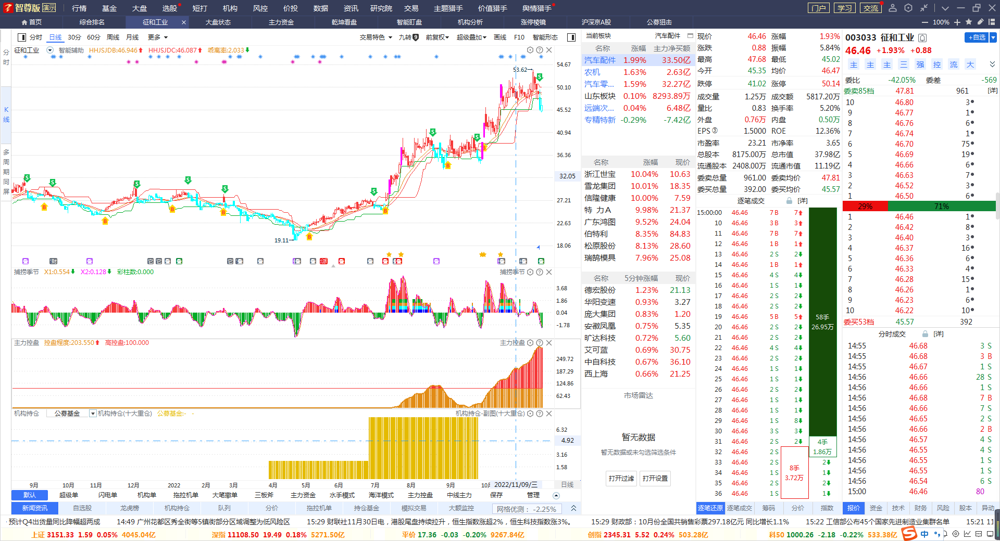 智尊版 演示 行情 基金 大盘 选股 短打 机构 风控 价投 数据 资讯 研究院 交易 主题猎手 价值猎手 舆情猎手 门户 学习 交流
首页 综合排名 征和工业 大盘状态 主力资金 乾坤看盘 智能盯盘 机构分析 涨停棱镜 沪深京A股 公募狙击 100%
分时 日线 30分 60分 周线 月线 更多 交易特色 九转 9 前复权 超级叠加 画线 F10 智能形态
征和工业 智能辅助 HHJSJDB:46.946 HHJSJDC:46.087 乖离率:2.033
分时
K线
多周期同屏
53.62
19.11
54.67
50.10
45.52
40.94
36.36
32.05
27.21
22.63
18.06
捕捞季节 X1:0.554 X2:0.128 彩柱数:0.000 捕捞季节
3.68
1.86
0.04
-1.78
主力控盘 控盘程度:203.550 高控盘:100.000 主力控盘
249.72
187.29
124.86
62.43
机构持仓 公募基金 机构持仓(十大重仓) 公募基金:- - 机构持仓-副图(十大重仓)
6.32
4.92
3.16
1.58
9月 10月 11月 12月 2022 2月 3月 4月 5月 6月 7月 8月 9月 10月 2022/11/09/三 日线
默认 超级单 闪电单 机构单 拖拉机单 大笔撤单 三板斧 主力资金 水手模式 海洋模式 主力控盘 中线主力 保存 管理
新闻资讯 自选股 龙虎榜 机构持仓 队列 分价 拖拉机单 持仓基金 模拟交易 大额监控 网格优测： -2.25%
当前板块 汽车配件
名称 涨幅 主力净买额
汽车配件 1.99% 33.50亿
农机 1.63% 2.63亿
汽车零... 1.59% 32.27亿
山东板块 0.10% 8293.89万
远端次... 0.04% 6.48亿
专精特新 -0.29% -7.42亿
名称 涨幅 现价
浙江世宝 10.04% 10.63
雪龙集团 10.01% 18.35
信隆健康 10.00% 7.59
特 力A 9.98% 21.37
广东鸿图 9.52% 24.04
伯特利 8.35% 84.83
松原股份 8.13% 28.60
瑞鹄模具 7.96% 25.08
名称 5分钟涨幅 现价
德宏股份 1.23% 21.13
华阳变速 0.93% 3.27
庞大集团 0.83% 1.20
安徽凤凰 0.75% 5.35
旷达科技 0.72% 5.60
艾可蓝 0.69% 30.75
中自科技 0.67% 36.10
西上海 0.66% 21.25
市场雷达
暂无数据
暂无数据或未勾选筛选条件
打开过滤 打开设置
现价 46.46 涨幅 1.93%
涨跌 0.88 振幅 5.84%
最高 47.68 最低 45.02
今开 45.35 均价 46.47
跌停 41.02 涨停 50.14
成交量 1.25万 成交额 5817.20万
量比 0.83 换手率 5.20%
外盘 0.76万 内盘 0.50万
EPS③ 1.5000 ROE 12.36%
市盈率 23.21 市净率 3.65
总股本 8175.00万 总市值 37.98亿
流通股本 2408.00万 流通市值 11.19亿
委卖总量 961.00 委卖均价 47.81
委买总量 392.00 委买均价 45.57
逐笔成交 [详]
15:00:00 46.46 7 B 7
10 46.46 3 B 3
11 46.46 7 B 7
12 46.46 1 B 1
13 46.46 2 S 2
14 46.46 1 B 1
15 46.46 4 S 4
16 46.46 1 S 1
17 46.46 2 S 2
18 46.46 2 S 2
19 46.46 5 B 5
20 46.46 2 S 2
21 46.46 2 S 2
22 46.46 4 S 4
23 46.46 2 S 2
24 46.46 1 S 1
25 46.46 1 S 1
26 46.46 2 S 2
27 46.46 1 S 1
28 46.46 1 S 1
29 46.46 8 S 8
30 46.46 3 S 3
31 46.46 2 S 2
32 46.46 2 S
33 46.46 2 S 2
34 46.46 1 S 1
35 46.46 2 S 2
36 46.46 1 S 1
58手
26.95万
4手
1.86万
8手
3.72万
逐笔还原 逐笔成交 筹码 分价 指数
003033 征和工业 +自选
46.46 +1.93% +0.88
主 主 主 三 强 控 流 大
委比 -42.05% 委差 -569
委卖85档 47.81 961 [详]
10 46.80 3
9 46.77 1
8 46.76 6
7 46.74 1
6 46.70 75
5 46.69 19
4 46.66 6
3 46.63 7
2 46.52 3
1 46.50 6
29% 71%
1 46.46 1
2 46.42 8
3 46.40 3
4 46.37 16
5 46.36 6
6 46.33 4
7 46.28 15
8 46.26 1
9 46.23 6
10 46.22 10
委买53档 45.57 392
分时成交 [详]
14:55 46.68 3 S
14:55 46.68 3 B
14:55 46.67 1 S
14:56 46.66 28 S
14:56 46.66 1 S
14:56 46.68 7 B
14:56 46.66 7 S
14:56 46.65 2 S
14:56 46.66 2 B
14:56 46.57 4 S
14:56 46.55 4 S
14:56 46.55 1 S
14:56 46.55 1 S
14:56 46.54 6 S
15:00 46.46 80
报价 资金 技术 财务 风险 股本 异动
预计Q4出货量同比降幅超两成 14:49 广州花都区秀全街等5镇街部分区域调整为低风险区 15:29 财联社11月30日电，港股尾盘持续拉升，恒生指数涨超2%，恒生科技指数涨3%。 15:29 财政部：10月份全国共销售彩票297.18亿元 同比增长1.1% 15:22 工信部公布45个国家先进制造业集群名单 15:21 11
上证 3151.33 1.59 0.05% 4045.04亿 深指 11108.50 19.49 0.18% 5271.50亿 平价 17.36 -0.03 -0.20% 9267.84亿 创指 2345.31 5.52 0.24% 503.28亿 科50 1000.26 -2.18 -0.22% 533.38亿 中